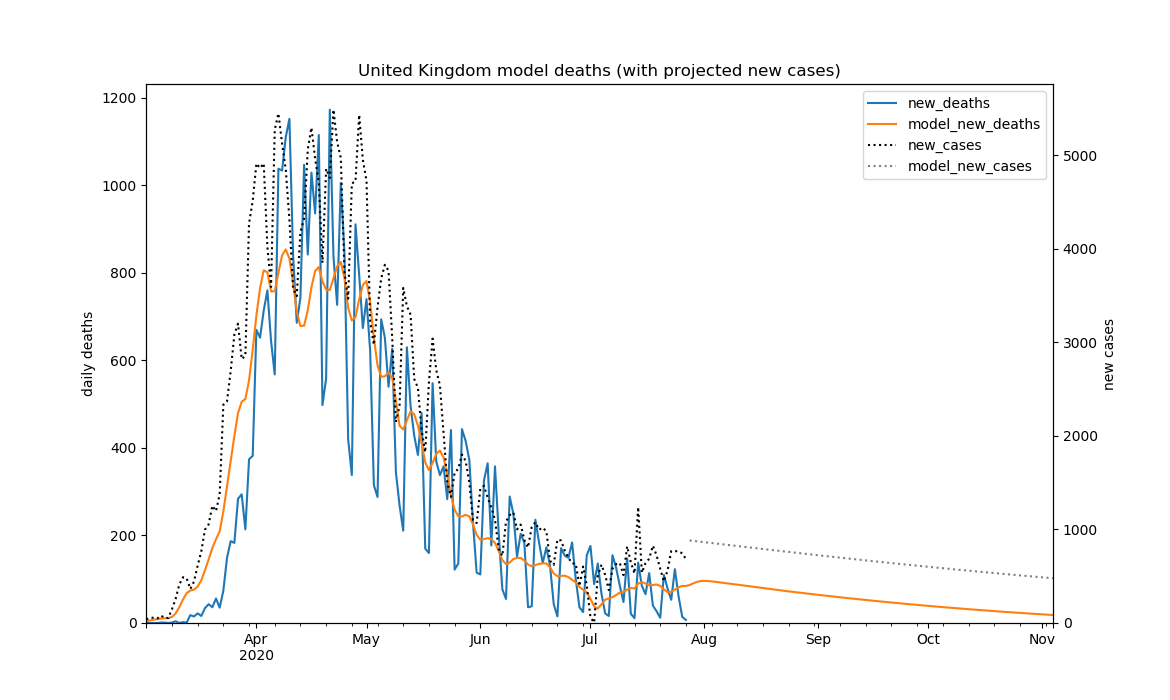 United Kingdom model deaths (with projected new cases)
new_deaths
model_new_deaths
new_cases
model_new_cases
daily deaths
1200
1000
800
600
400
200
0
new cases
5000
4000
3000
2000
1000
0
Apr
2020
May
Jun
Jul
Aug
Sep
Oct
Nov